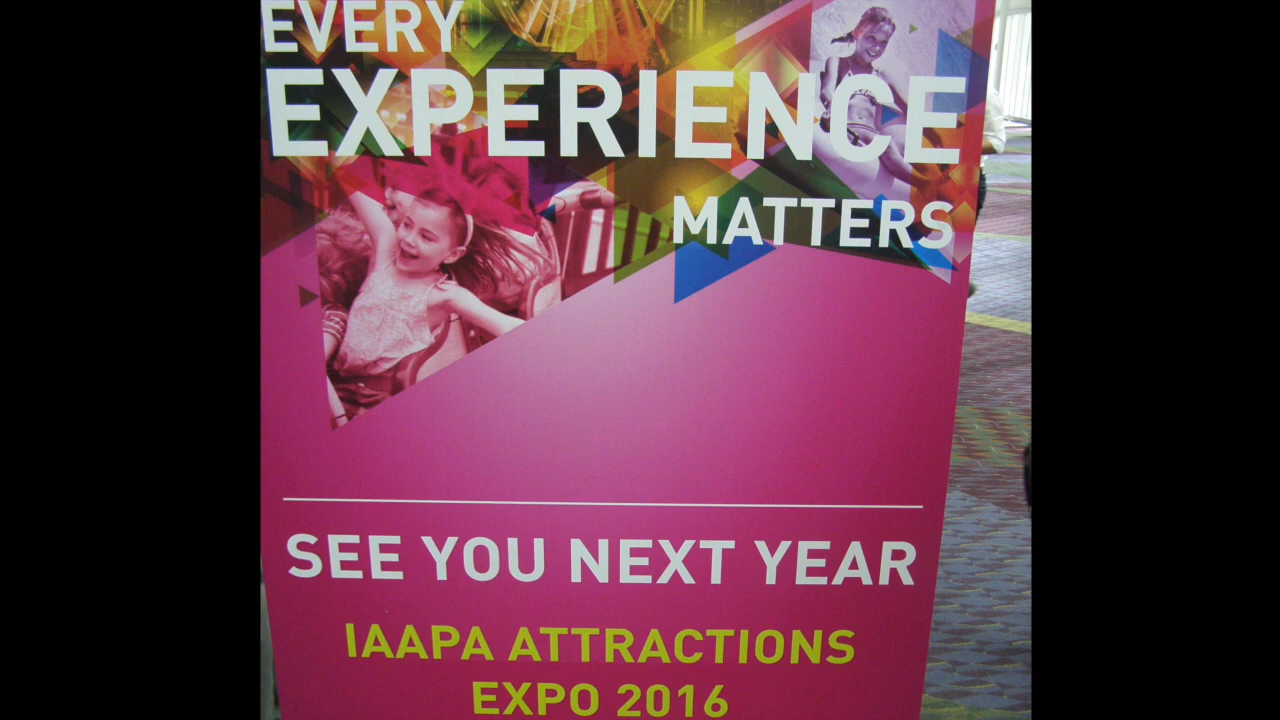 EVERY
EXPERIENCE
MATTERS
SEE YOU NEXT YEAR
IAAPA ATTRACTIONS
EXPO 2016